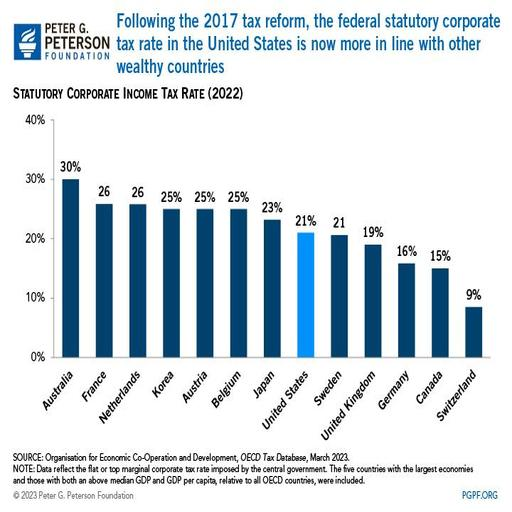 PETER G.
PETERSON
FOUNDATION
Following the 2017 tax reform, the federal statutory corporate
tax rate in the United States is now more in line with other
wealthy countries
STATUTORY CORPORATE INCOME TAX RATE (2022)
40%
30%
20%
10%
0%
30%
26
26
25%
25%
25%
23%
21%
21
19%
16%
15%
9%
Australia
France
Netherlands
Korea
Austria
Belgium
Japan
United States
Sweden
United Kingdom
Germany
Canada
Switzerland
SOURCE: Organisation for Economic Co-Operation and Development, OECD Tax Database, March 2023.
NOTE: Data reflect the flat or top marginal corporate tax rate imposed by the central government. The five countries with the largest economies
and those with both an above median GDP and GDP per capita, relative to all OECD countries, were included.
© 2023 Peter G. Peterson Foundation
PGPF.ORG